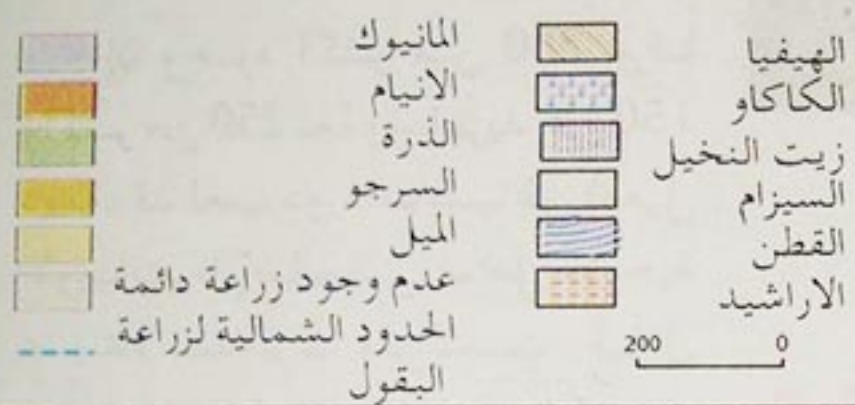 الهيفيا
الكاكاو
زيت النخيل
السيزام
القطن
الاراشيد
200 0
المانيوك
الانيام
الذرة
السرجو
الميل
عدم وجود زراعة دائمة
الحدود الشمالية لزراعة
البقول